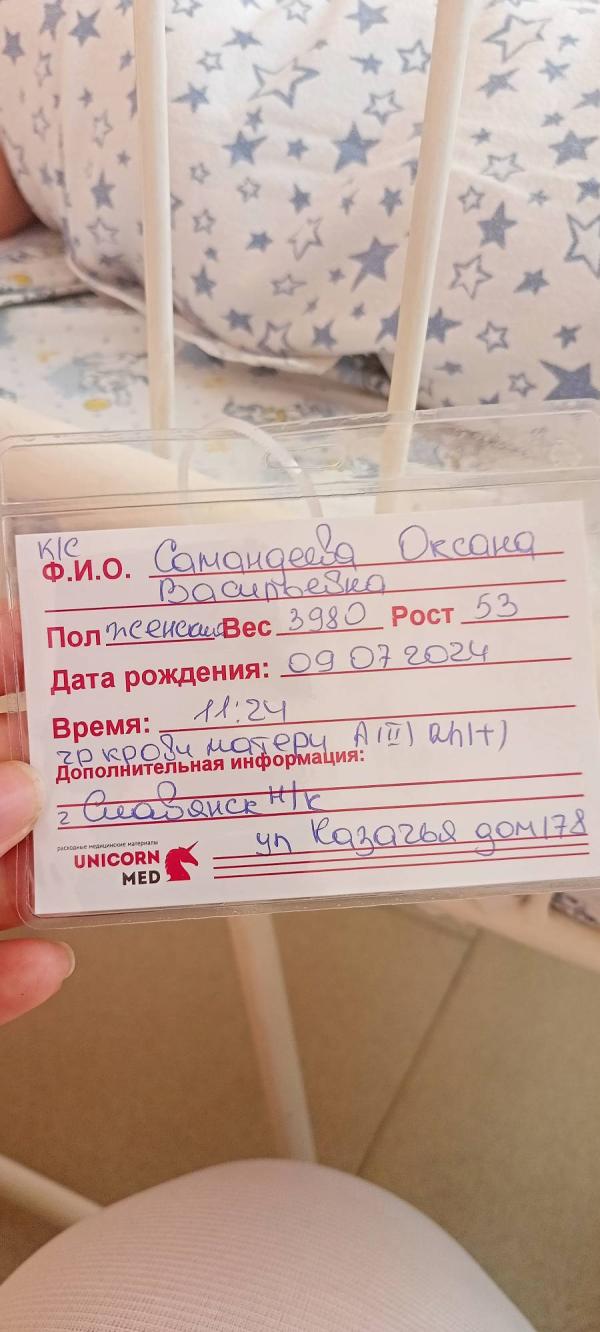 К/С
Ф.И.О. Самандеева Оксана
Васильевна
Пол женский Вес 3980 Рост 53
Дата рождения: 09 07 2024
Время: 11:24
гр крови матери A(II) Rh(+)
Дополнительная информация:
г Славянск н/к
ул Казачья дом 178
расходные медицинские материалы
UNICORN
MED